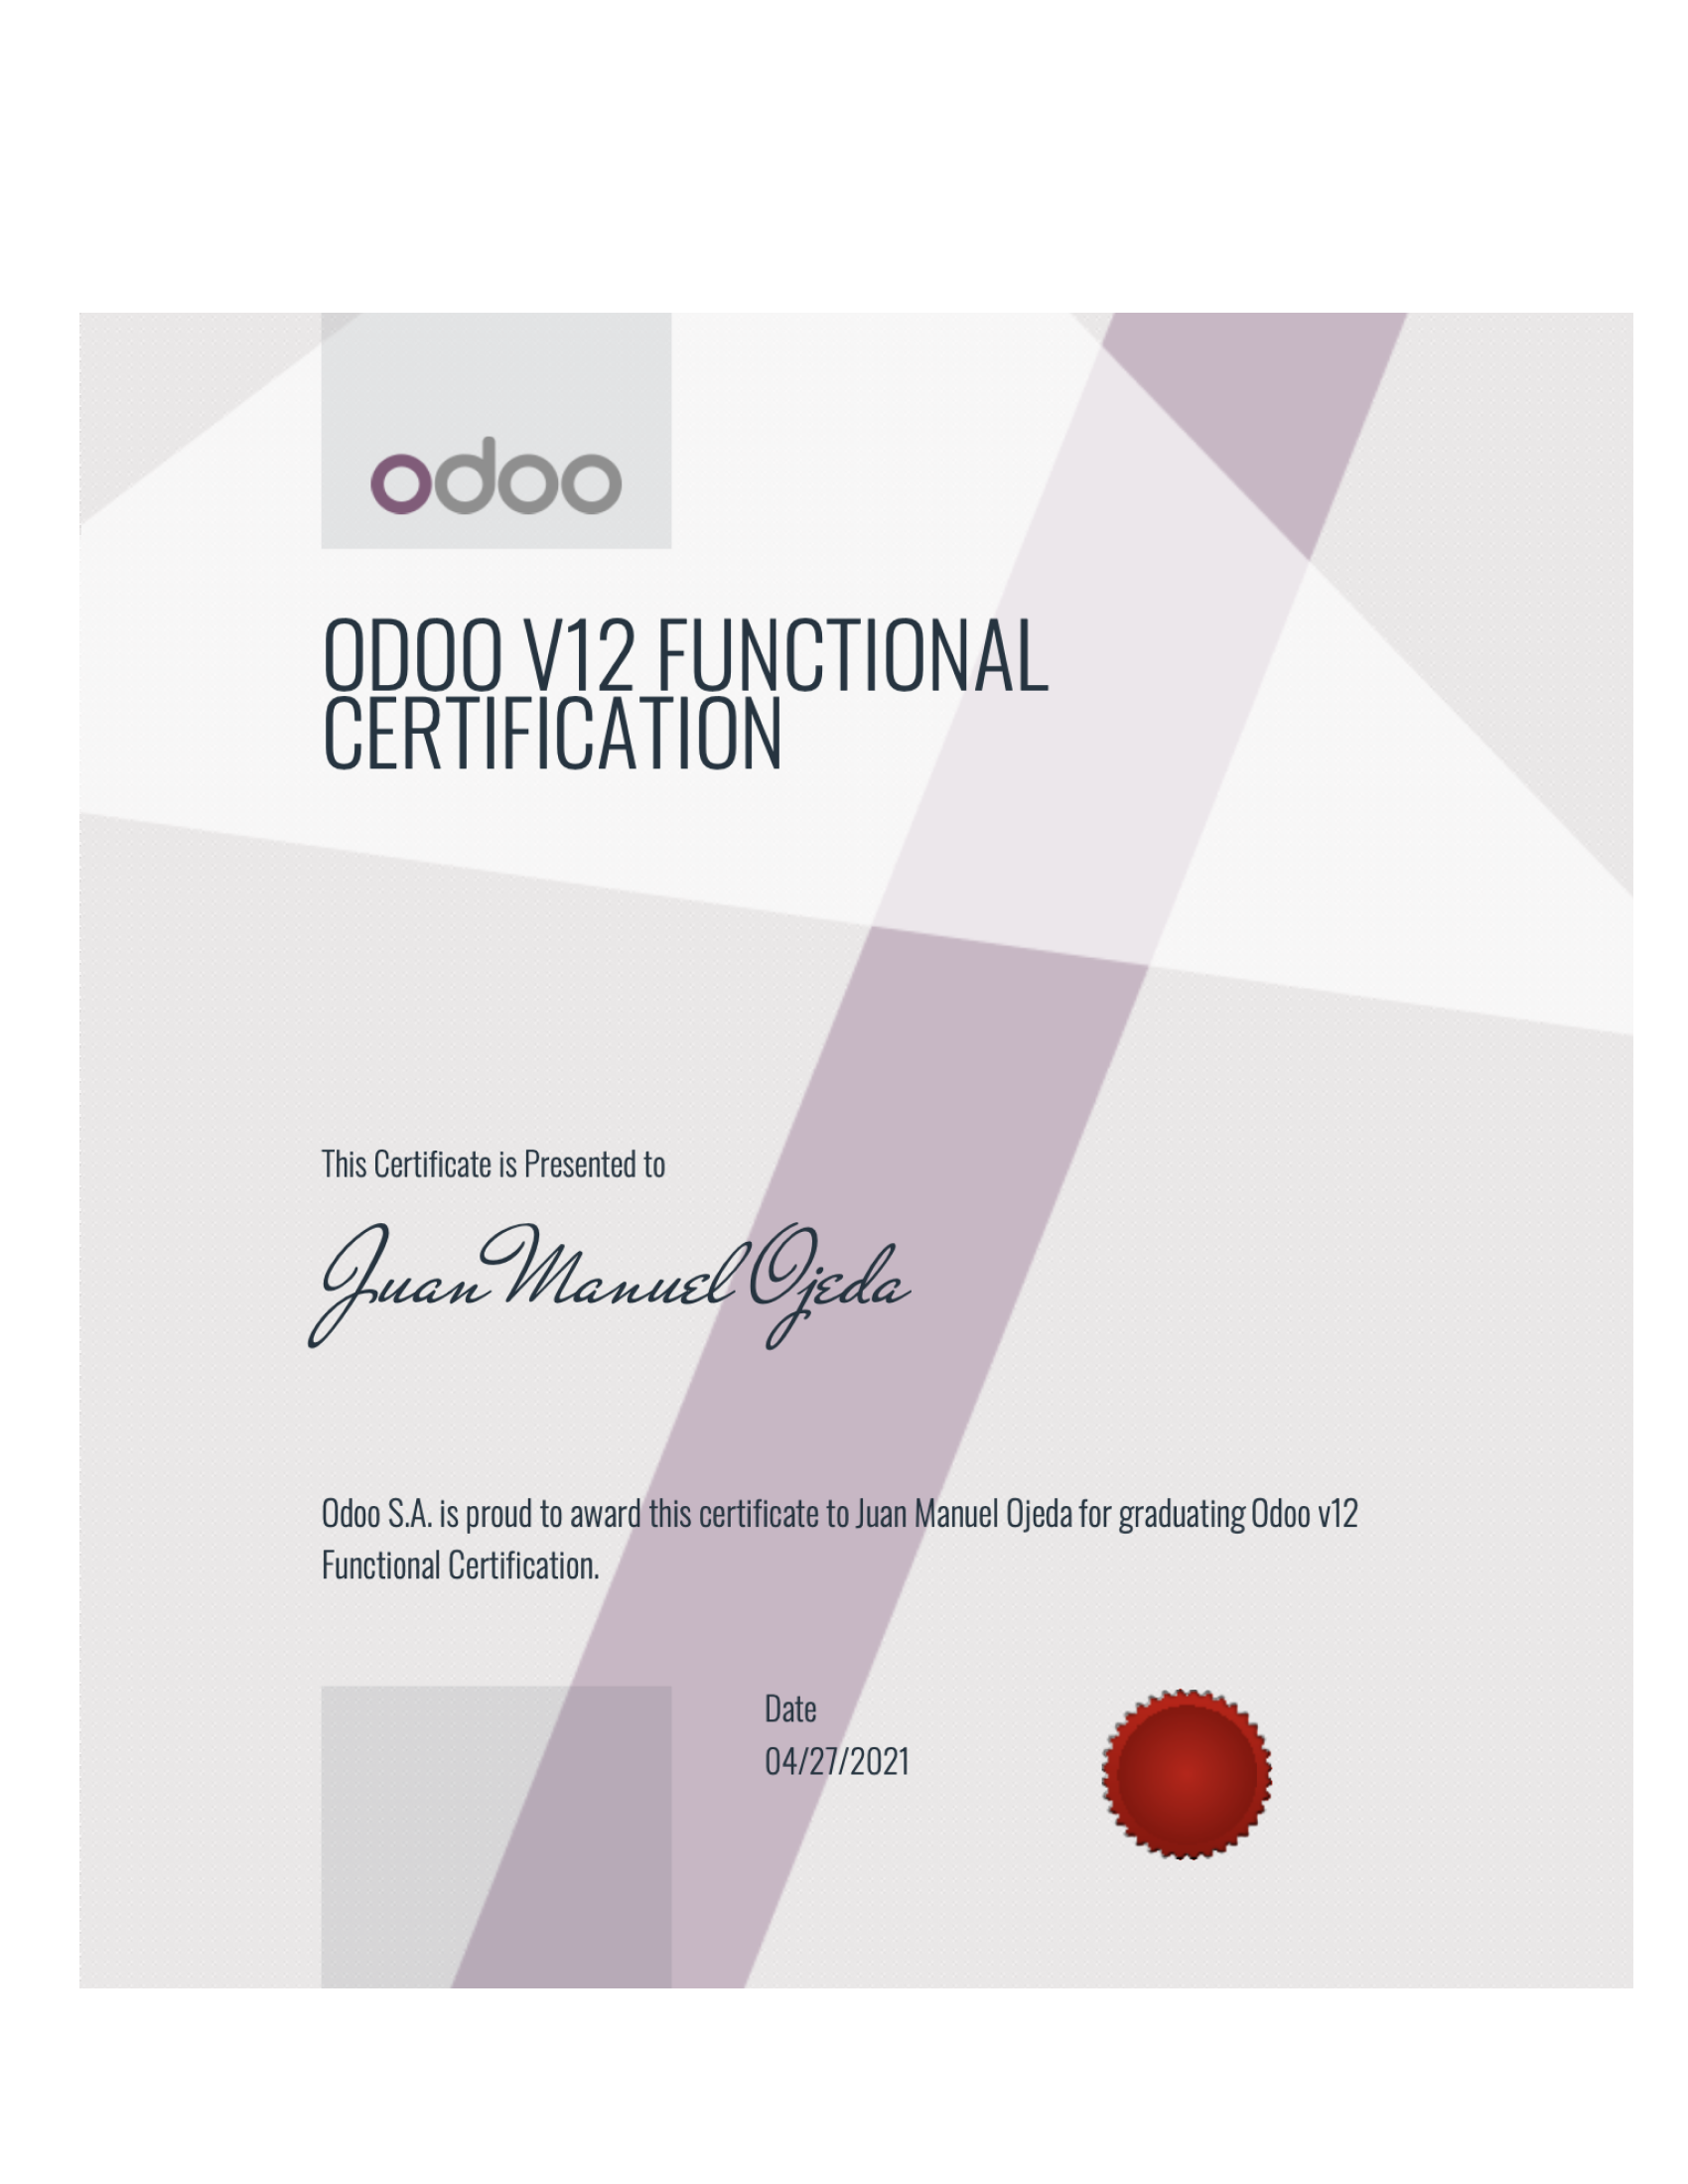 odoo
ODOO V12 FUNCTIONAL
CERTIFICATION
This Certificate is Presented to
Juan Manuel Ojeda
Odoo S.A. is proud to award this certificate to Juan Manuel Ojeda for graduating Odoo v12
Functional Certification.
Date
04/27/2021